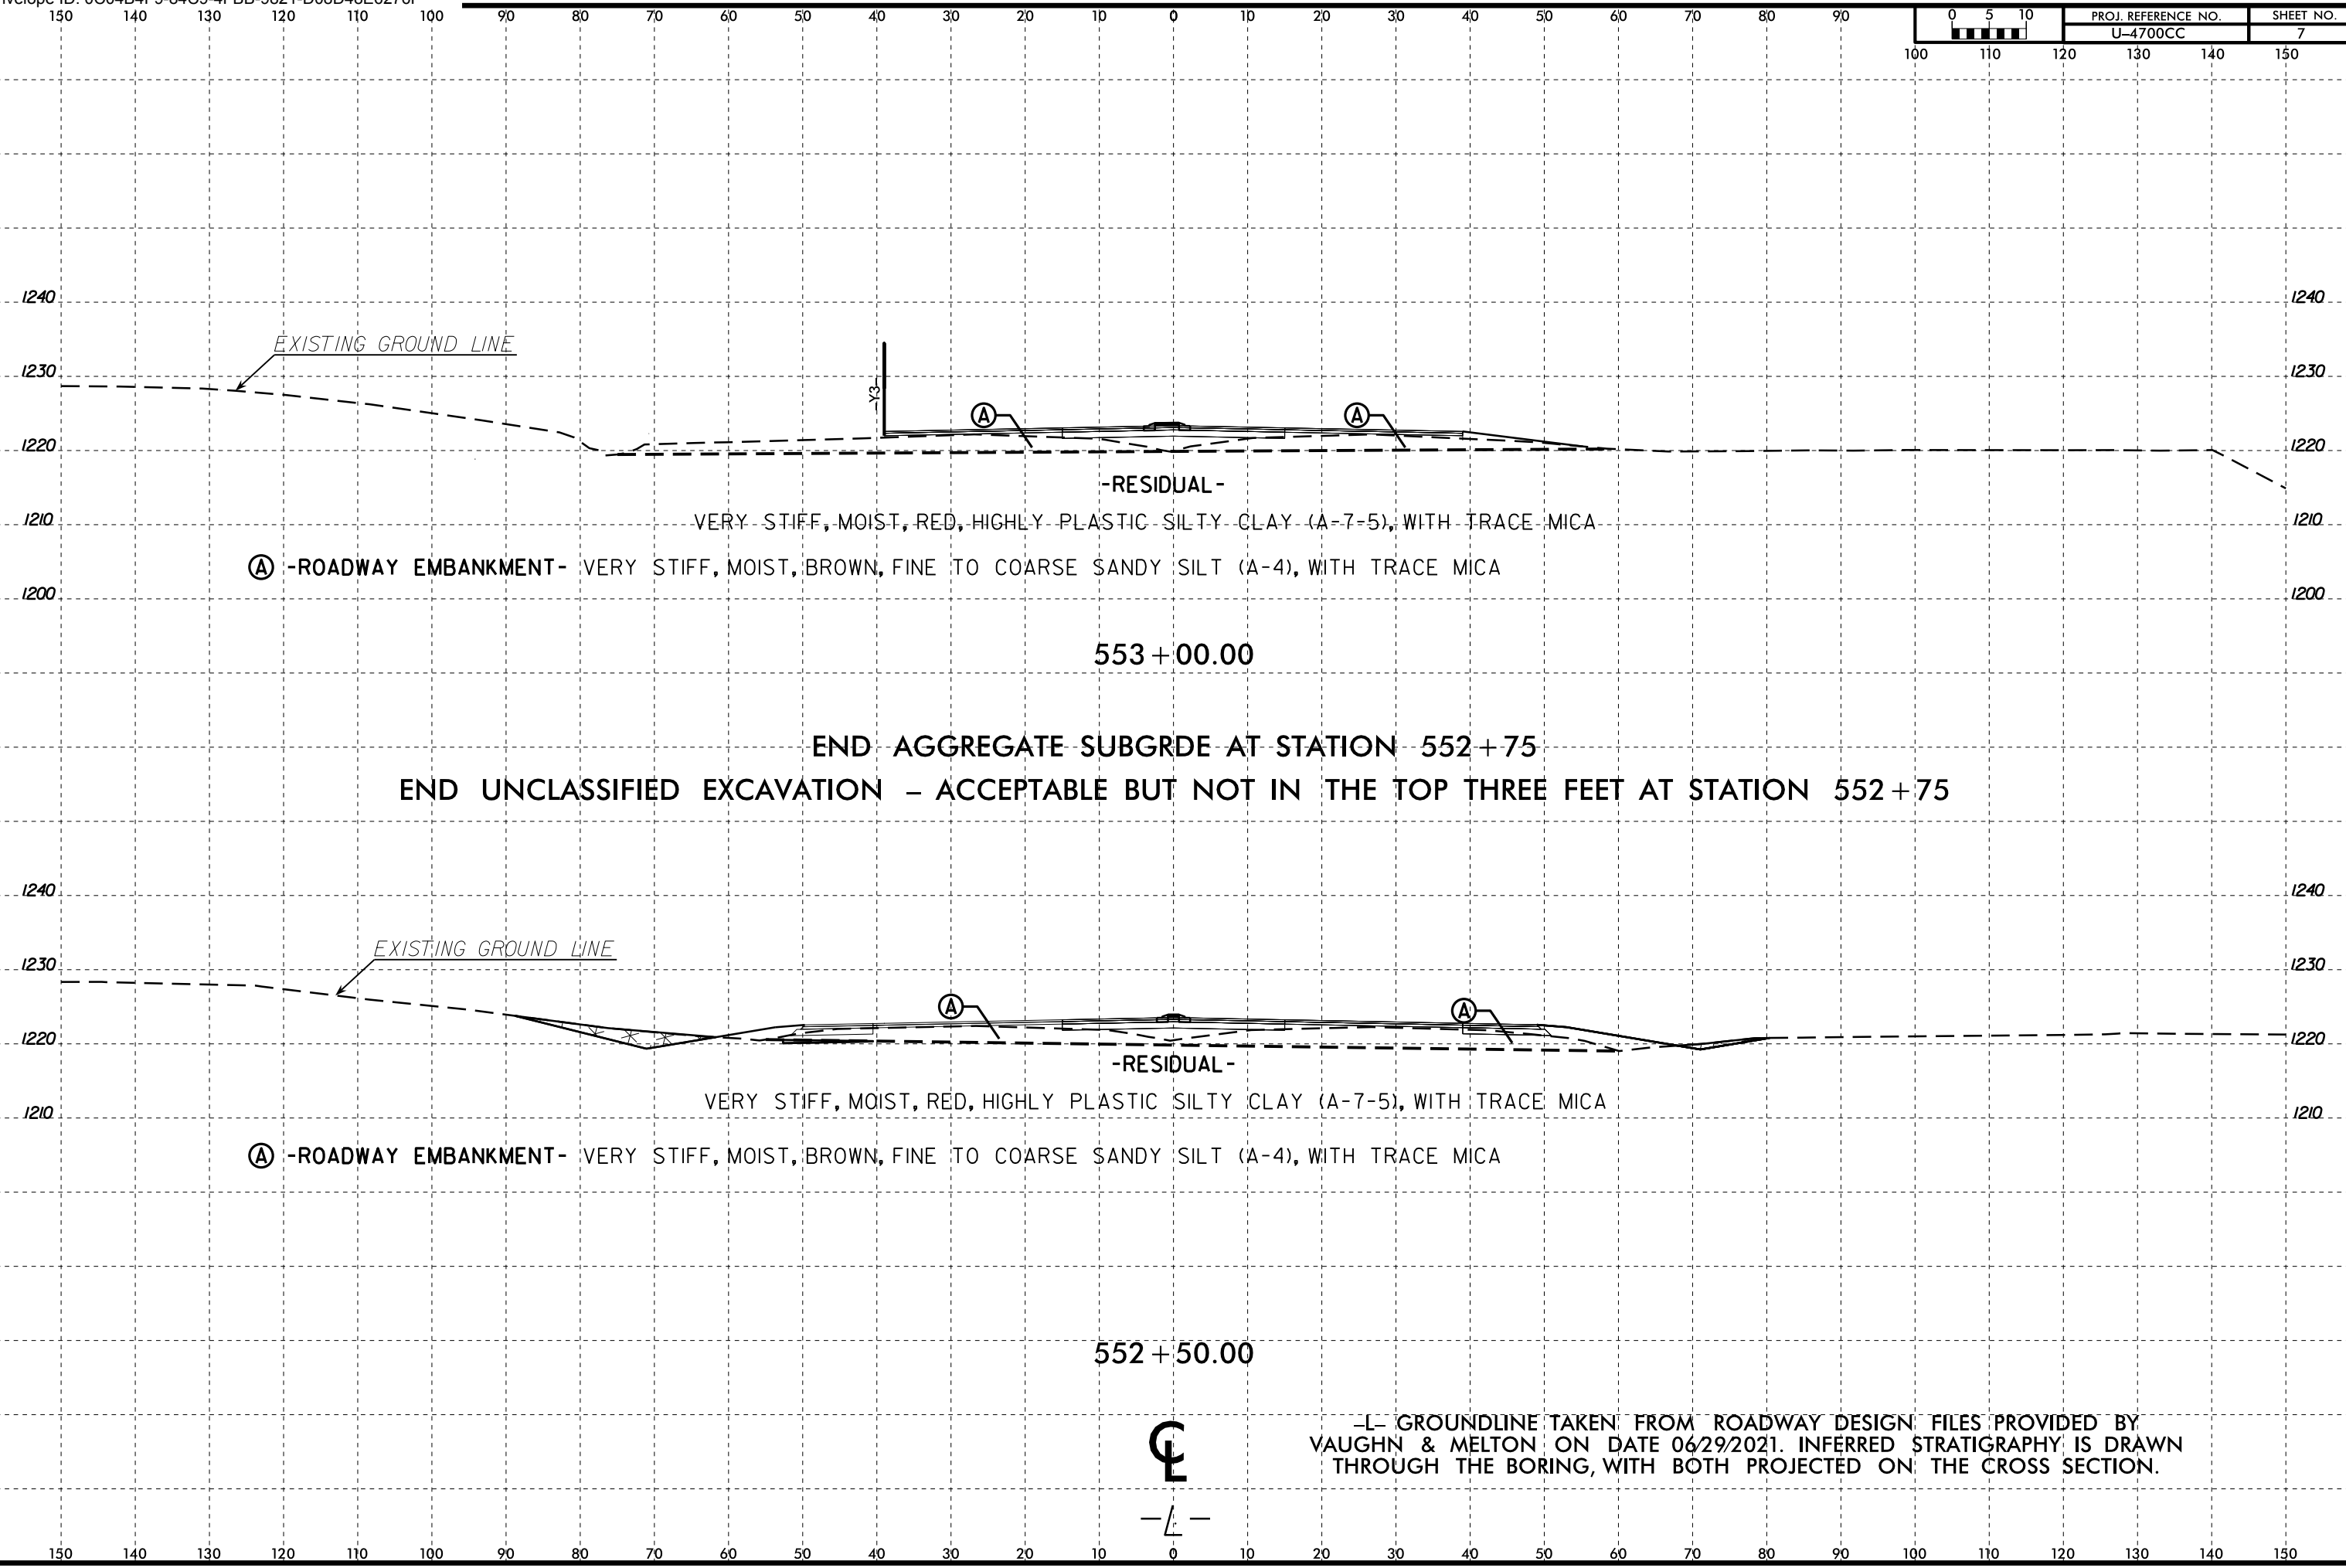 150 140 130 120 110 100 90 80 70 60 50 40 30 20 10 0 10 20 30 40 50 60 70 80 90
0 5 10
PROJ. REFERENCE NO. SHEET NO.
U-4700CC 7
100 110 120 130 140 150
1240 1240
EXISTING GROUND LINE
1230 1230
-Y3-
A A
1220 1220
-RESIDUAL-
VERY STIFF, MOIST, RED, HIGHLY PLASTIC SILTY CLAY (A-7-5), WITH TRACE MICA
1210 1210
A -ROADWAY EMBANKMENT- VERY STIFF, MOIST, BROWN, FINE TO COARSE SANDY SILT (A-4), WITH TRACE MICA
1200 1200
553+00.00
END AGGREGATE SUBGRDE AT STATION 552+75
END UNCLASSIFIED EXCAVATION – ACCEPTABLE BUT NOT IN THE TOP THREE FEET AT STATION 552+75
1240 1240
EXISTING GROUND LINE
1230 1230
A A
1220 1220
-RESIDUAL-
VERY STIFF, MOIST, RED, HIGHLY PLASTIC SILTY CLAY (A-7-5), WITH TRACE MICA
1210 1210
A -ROADWAY EMBANKMENT- VERY STIFF, MOIST, BROWN, FINE TO COARSE SANDY SILT (A-4), WITH TRACE MICA
552+50.00
–L– GROUNDLINE TAKEN FROM ROADWAY DESIGN FILES PROVIDED BY
VAUGHN & MELTON ON DATE 06/29/2021. INFERRED STRATIGRAPHY IS DRAWN
THROUGH THE BORING, WITH BOTH PROJECTED ON THE CROSS SECTION.
CL
-L-
150 140 130 120 110 100 90 80 70 60 50 40 30 20 10 0 10 20 30 40 50 60 70 80 90 100 110 120 130 140 150